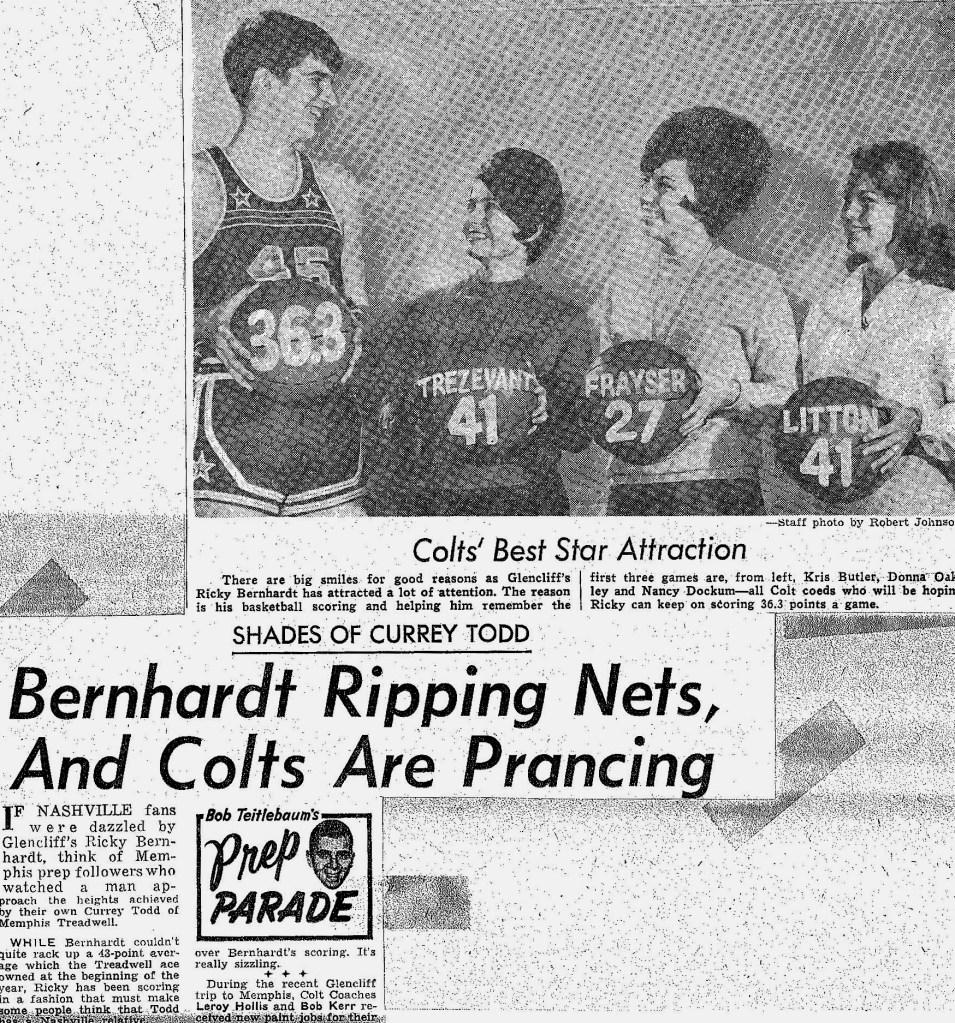 45
36.3
TREZEVANT
41
FRAYSER
27
LITTON
41
—Staff photo by Robert Johnso
Colts' Best Star Attraction
There are big smiles for good reasons as Glencliff's
Ricky Bernhardt has attracted a lot of attention. The reason
is his basketball scoring and helping him remember the
first three games are, from left, Kris Butler, Donna Oak
ley and Nancy Dockum—all Colt coeds who will be hopin
Ricky can keep on scoring 36.3 points a game.
SHADES OF CURREY TODD
Bernhardt Ripping Nets,
And Colts Are Prancing
IF NASHVILLE fans
were dazzled by
Glencliff's Ricky Bern-
hardt, think of Mem-
phis prep followers who
watched a man ap-
proach the heights achieved
by their own Currey Todd of
Memphis Treadwell.
WHILE Bernhardt couldn't
quite rack up a 43-point aver-
age which the Treadwell ace
owned at the beginning of the
year, Ricky has been scoring
in a fashion that must make
some people think that Todd
has a Nashville relative.
Bob Teitlebaum's
Prep
PARADE
over Bernhardt's scoring. It's
really sizzling.
During the recent Glencliff
trip to Memphis, Colt Coaches
Leroy Hollis and Bob Kerr re-
ceived new paint jobs for their